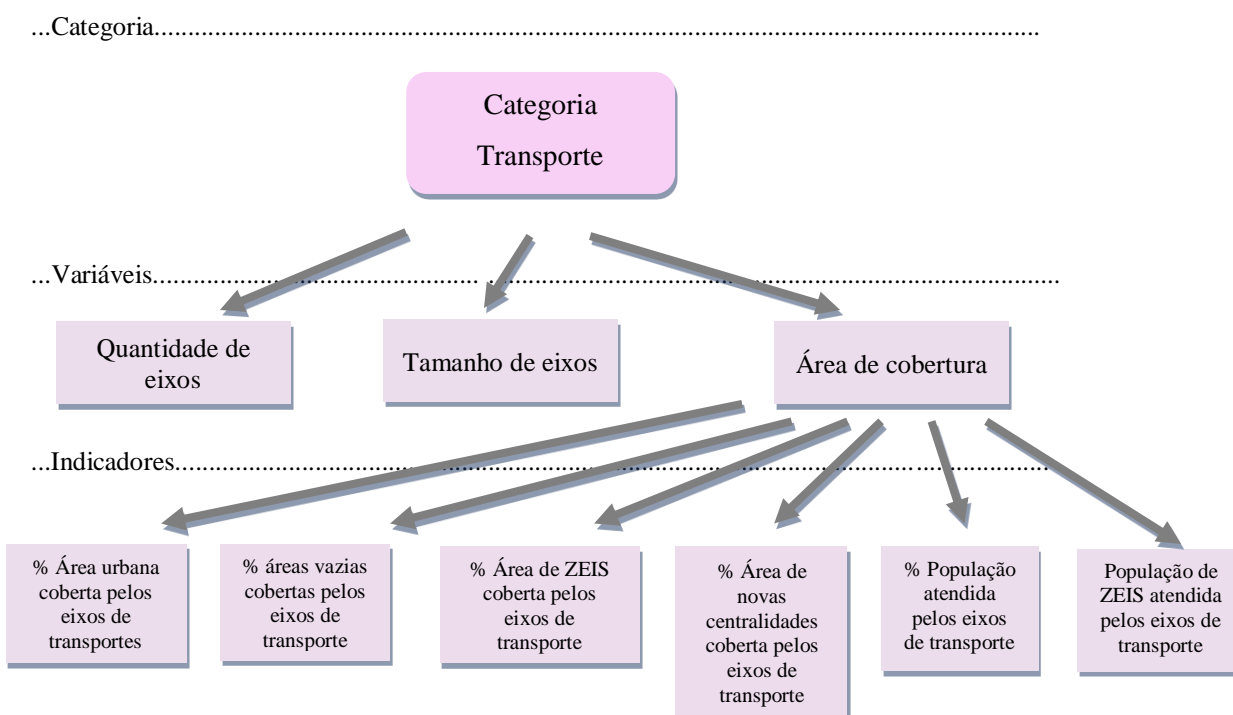 ...Categoria.................................................................................................................................
Categoria
Transporte
...Variáveis................................................ ...................................................................................
Quantidade de
eixos
Tamanho de eixos
Área de cobertura
...Indicadores............................................................................................................ ....................
% Área urbana
coberta pelos
eixos de
transportes
% áreas vazias
cobertas pelos
eixos de
transporte
% Área de ZEIS
coberta pelos
eixos de
transporte
% Área de
novas
centralidades
coberta pelos
eixos de
transporte
% População
atendida
pelos eixos
de transporte
População de
ZEIS atendida
pelos eixos de
transporte